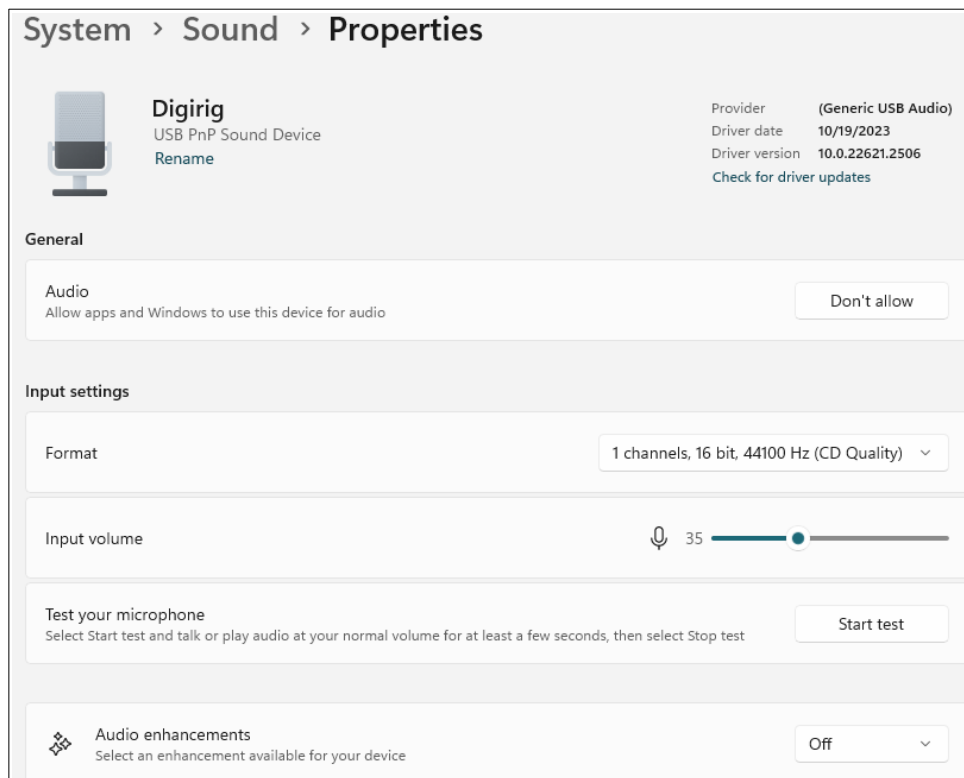 System > Sound > Properties
Digirig
USB PnP Sound Device
Rename
Provider (Generic USB Audio)
Driver date 10/19/2023
Driver version 10.0.22621.2506
Check for driver updates
General
Audio
Allow apps and Windows to use this device for audio
Don't allow
Input settings
Format
1 channels, 16 bit, 44100 Hz (CD Quality)
Input volume
35
Test your microphone
Select Start test and talk or play audio at your normal volume for at least a few seconds, then select Stop test
Start test
Audio enhancements
Select an enhancement available for your device
Off